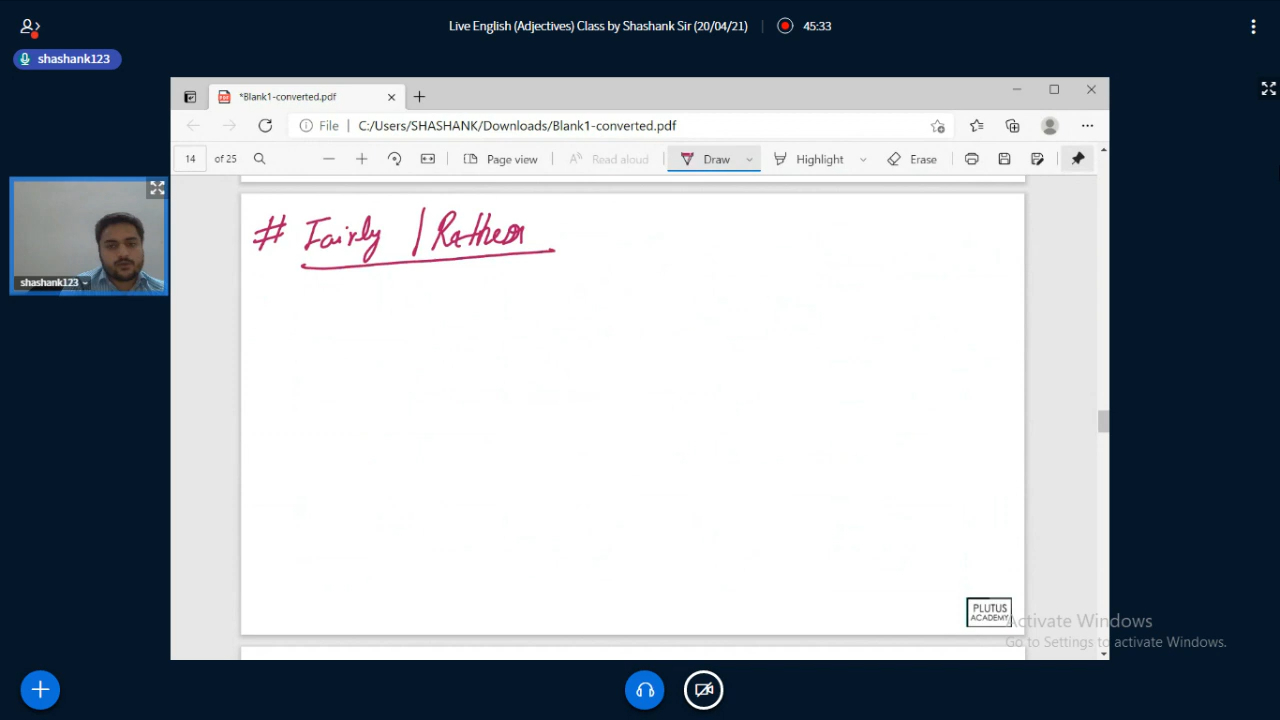 Live English (Adjectives) Class by Shashank Sir (20/04/21)
45:33
shashank123
*Blank1-converted.pdf
File
C:/Users/SHASHANK/Downloads/Blank1-converted.pdf
14 of 25
Page view
Read aloud
Draw
Highlight
Erase
# Fairly / Rather
shashank123
PLUTUS
ACADEMY
Activate Windows
Go to Settings to activate Windows.